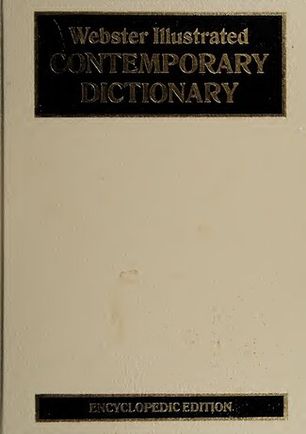 Webster Illustrated
CONTEMPORARY
DICTIONARY
ENCYCLOPEDIC EDITION